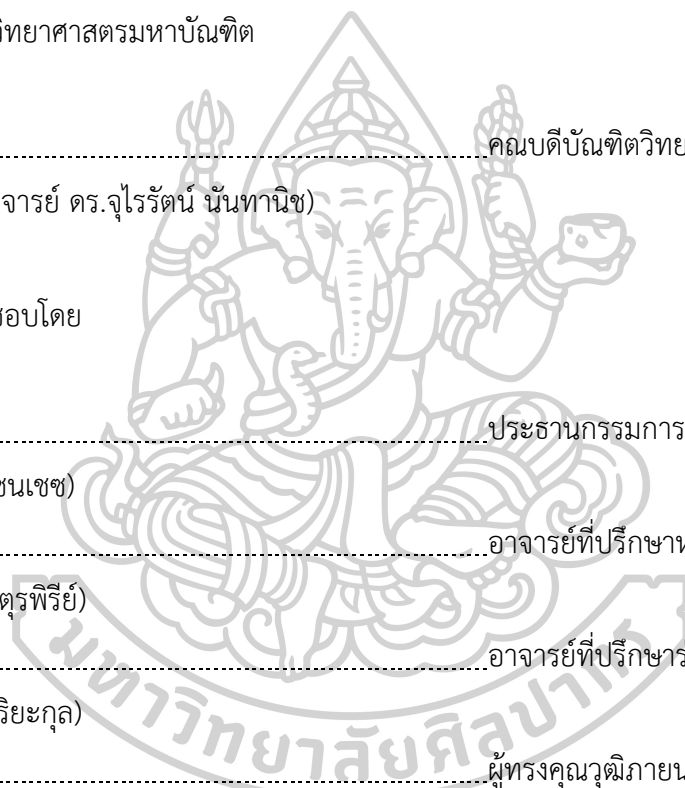 วิทยาศาสตรมหาบัณฑิต
คณบดีบัณฑิตวิทย
จารย์ ดร.จุไรรัตน์ นันทานิช)
สอบโดย
ประธานกรรมการ
ชนเชซ)
อาจารย์ที่ปรึกษาห
ตุรพิรีย์)
อาจารย์ที่ปรึกษาร
ริยะกุล)
ผู้ทรงคุณวุฒิภายน
มหาวิทยาลัยศิลปากร